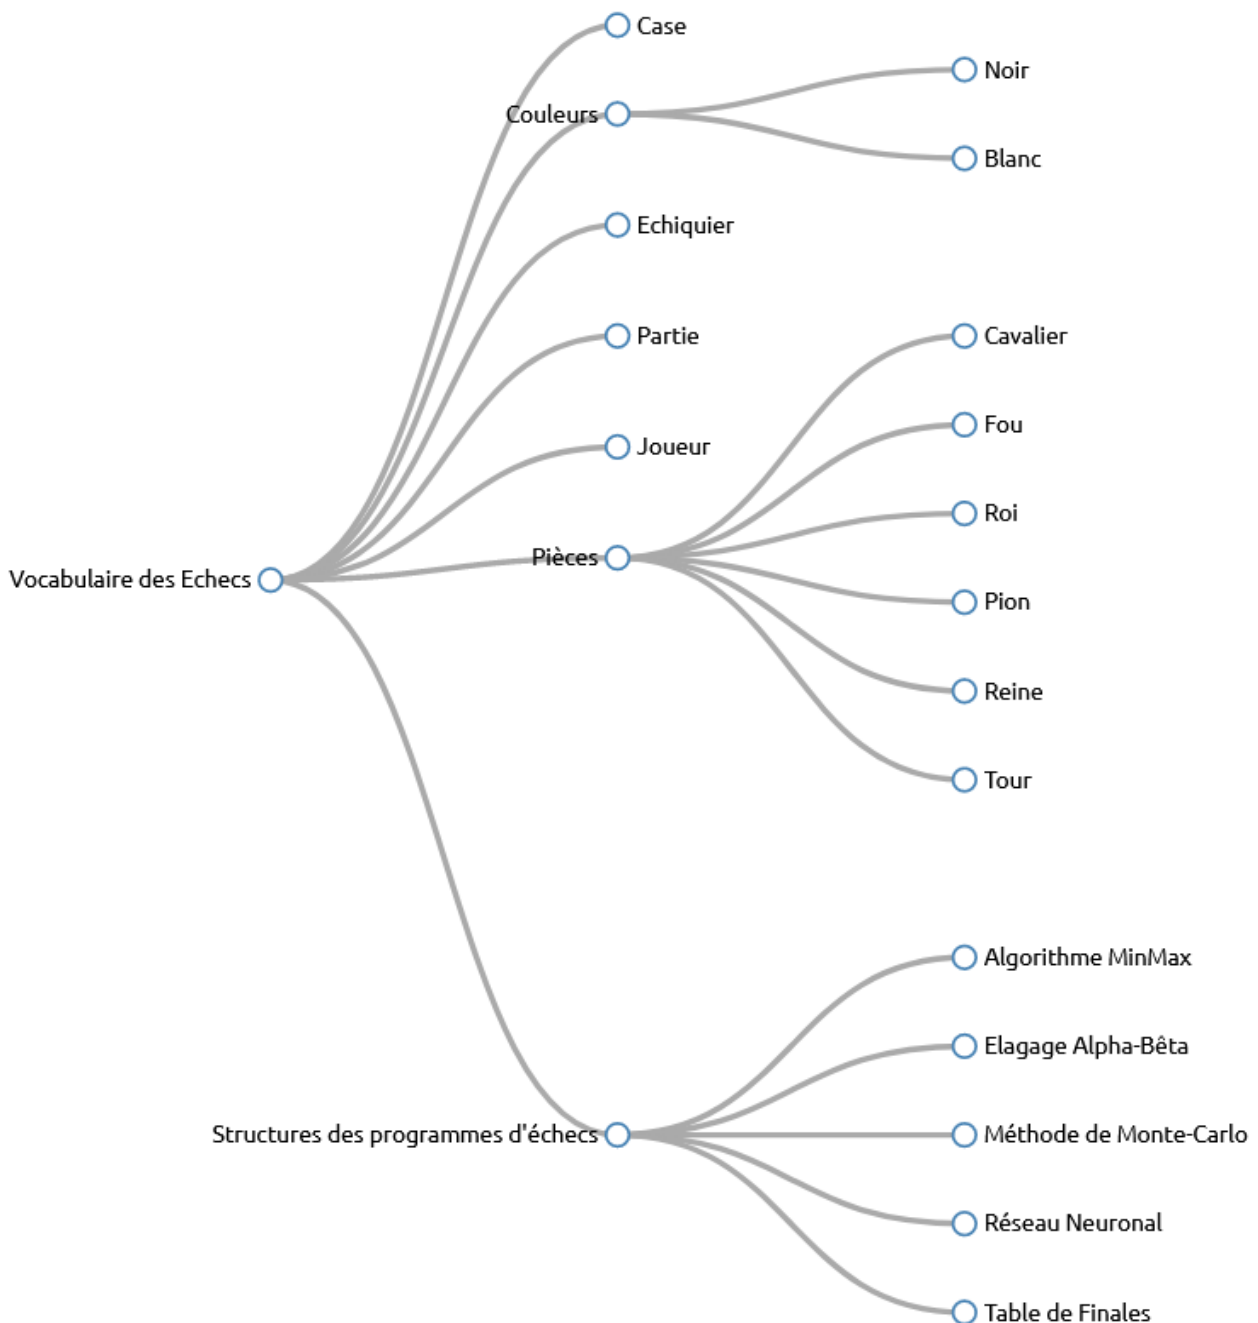 Case
Noir
Couleurs
Blanc
Echiquier
Partie
Cavalier
Fou
Joueur
Roi
Pièces
Vocabulaire des Echecs
Pion
Reine
Tour
Algorithme MinMax
Elagage Alpha-Bêta
Structures des programmes d'échecs
Méthode de Monte-Carlo
Réseau Neuronal
Table de Finales